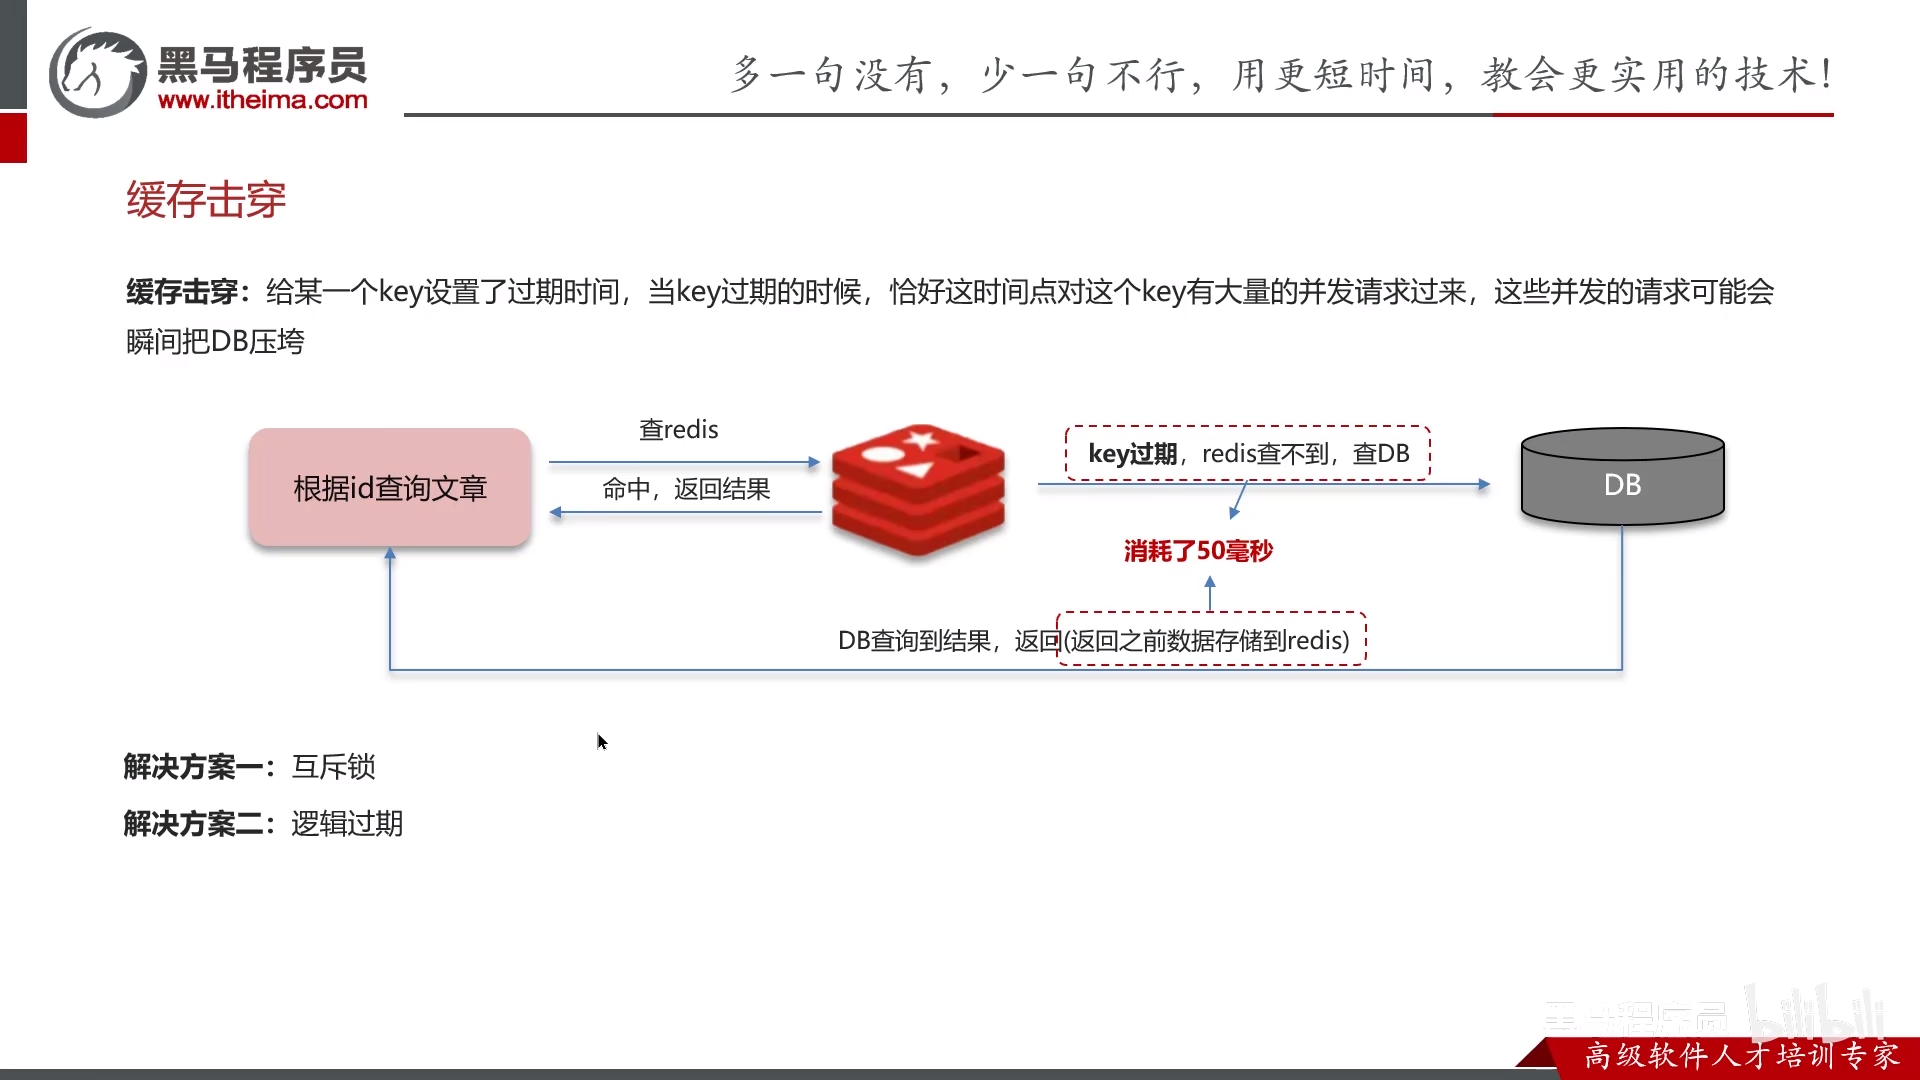 黑马程序员
www.itheima.com
多一句没有，少一句不行，用更短时间，教会更实用的技术！
缓存击穿
缓存击穿：给某一个key设置了过期时间，当key过期的时候，恰好这时间点对这个key有大量的并发请求过来，这些并发的请求可能会
瞬间把DB压垮
根据id查询文章
查redis
命中，返回结果
key过期，redis查不到，查DB
DB
消耗了50毫秒
DB查询到结果，返回(返回之前数据存储到redis)
解决方案一：互斥锁
解决方案二：逻辑过期
黑马程序员 bilibili
高级软件人才培训专家